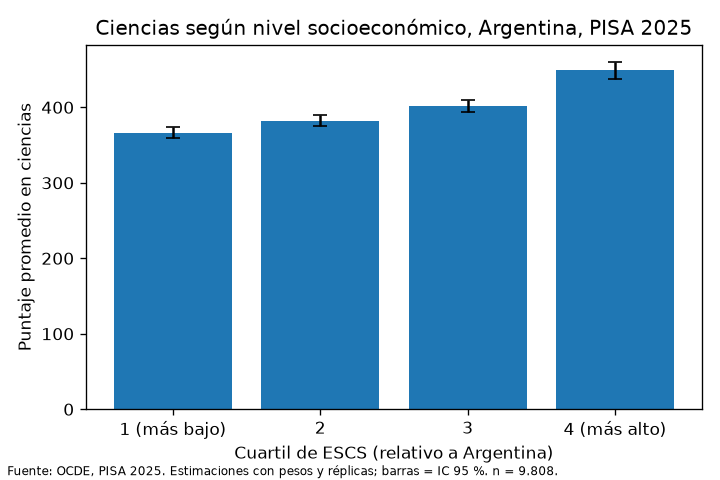 Ciencias según nivel socioeconómico, Argentina, PISA 2025
Puntaje promedio en ciencias
400
300
200
100
0
1 (más bajo)
2
3
4 (más alto)
Cuartil de ESCS (relativo a Argentina)
Fuente: OCDE, PISA 2025. Estimaciones con pesos y réplicas; barras = IC 95 %. n = 9.808.